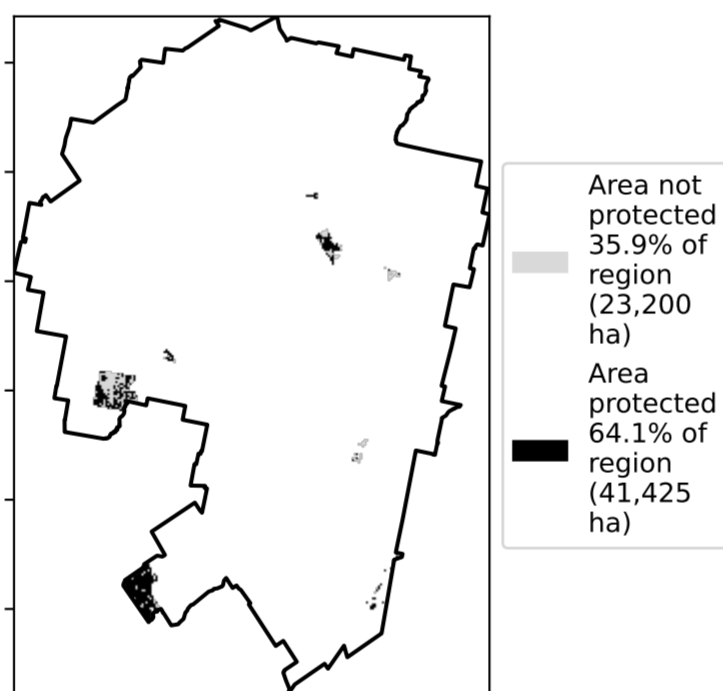 Area not
protected
35.9% of
region
(23,200
ha)
Area
protected
64.1% of
region
(41,425
ha)